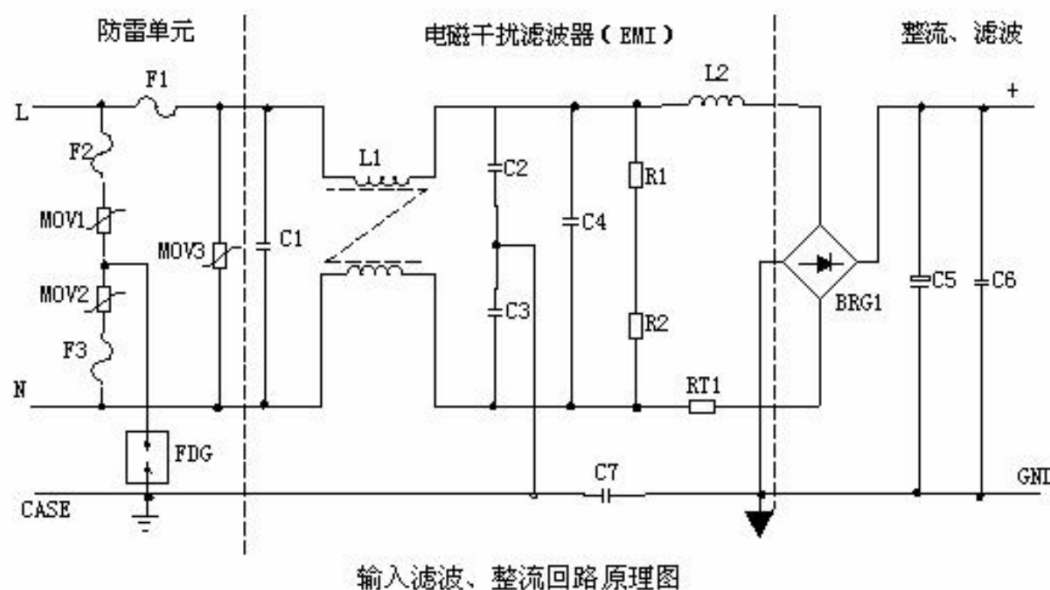 防雷单元
电磁干扰滤波器(EMI)
整流、滤波
F1
L2
+
L
F2
L1
C2
R1
MOV1
MOV3
C1
C4
MOV2
C3
C5
C6
BRG1
F3
R2
N
RT1
FDG
C7
GND
CASE
输入滤波、整流回路原理图